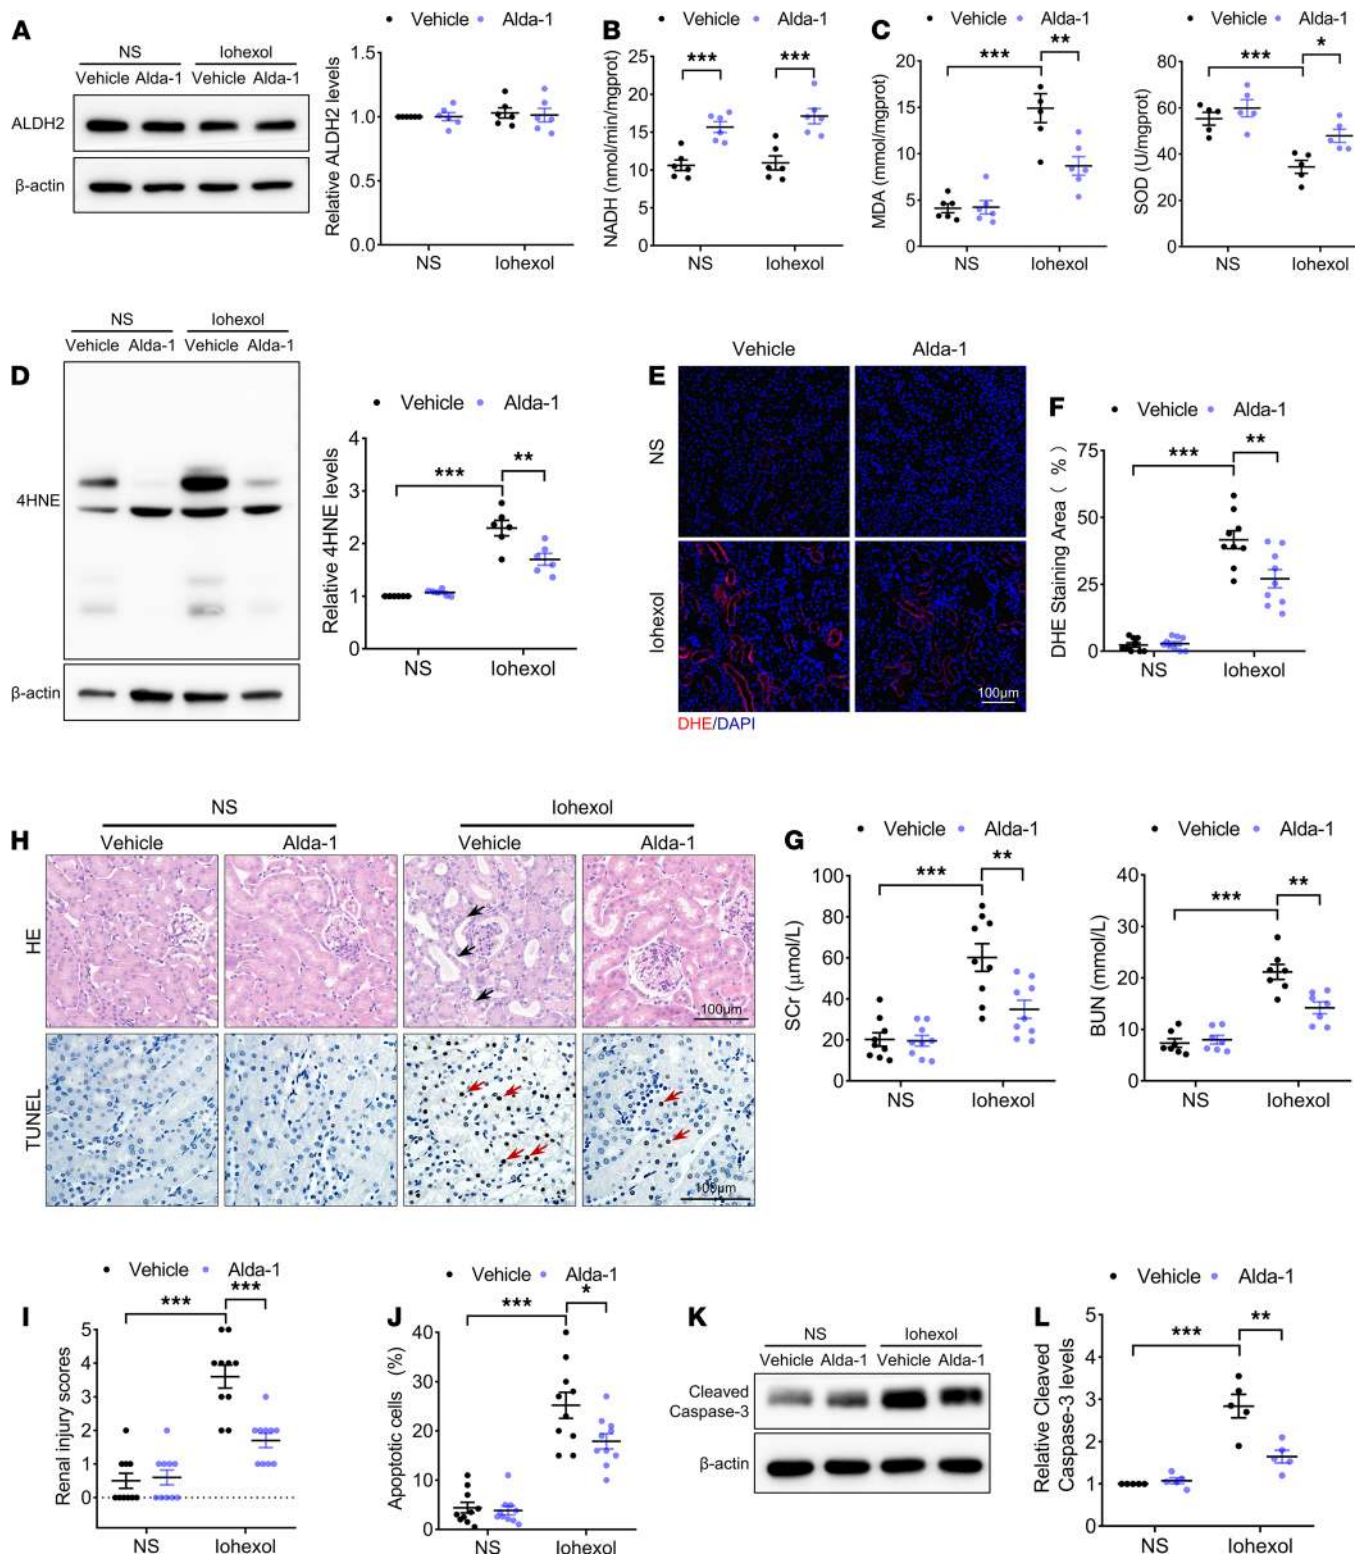 A
NS Iohexol
Vehicle Alda-1 Vehicle Alda-1
ALDH2
β-actin
• Vehicle • Alda-1
Relative ALDH2 levels
1.5
1.0
0.5
0.0
NS Iohexol
B
• Vehicle • Alda-1
NADH (nmol/min/mgprot)
25
20
15
10
5
0
*** ***
NS Iohexol
C
• Vehicle • Alda-1
MDA (mmol/mgprot)
20
15
10
5
0
*** **
NS Iohexol
• Vehicle • Alda-1
SOD (U/mgprot)
80
60
40
20
0
*** *
NS Iohexol
D
NS Iohexol
Vehicle Alda-1 Vehicle Alda-1
4HNE
β-actin
• Vehicle • Alda-1
Relative 4HNE levels
4
3
2
1
0
*** **
NS Iohexol
E
Vehicle Alda-1
NS
Iohexol
100μm
DHE/DAPI
F
• Vehicle • Alda-1
DHE Staining Area ( % )
75
50
25
0
*** **
NS Iohexol
H
NS Iohexol
Vehicle Alda-1 Vehicle Alda-1
HE
100μm
TUNEL
100μm
G
• Vehicle • Alda-1
SCr (μmol/L)
100
80
60
40
20
0
*** **
NS Iohexol
• Vehicle • Alda-1
BUN (mmol/L)
40
30
20
10
0
*** **
NS Iohexol
I
• Vehicle • Alda-1
Renal injury scores
5
4
3
2
1
0
*** ***
NS Iohexol
J
• Vehicle • Alda-1
Apoptotic cells (%)
40
30
20
10
0
*** *
NS Iohexol
K
NS Iohexol
Vehicle Alda-1 Vehicle Alda-1
Cleaved
Caspase-3
β-actin
L
• Vehicle • Alda-1
Relative Cleaved
Caspase-3 levels
5
4
3
2
1
0
*** **
NS Iohexol